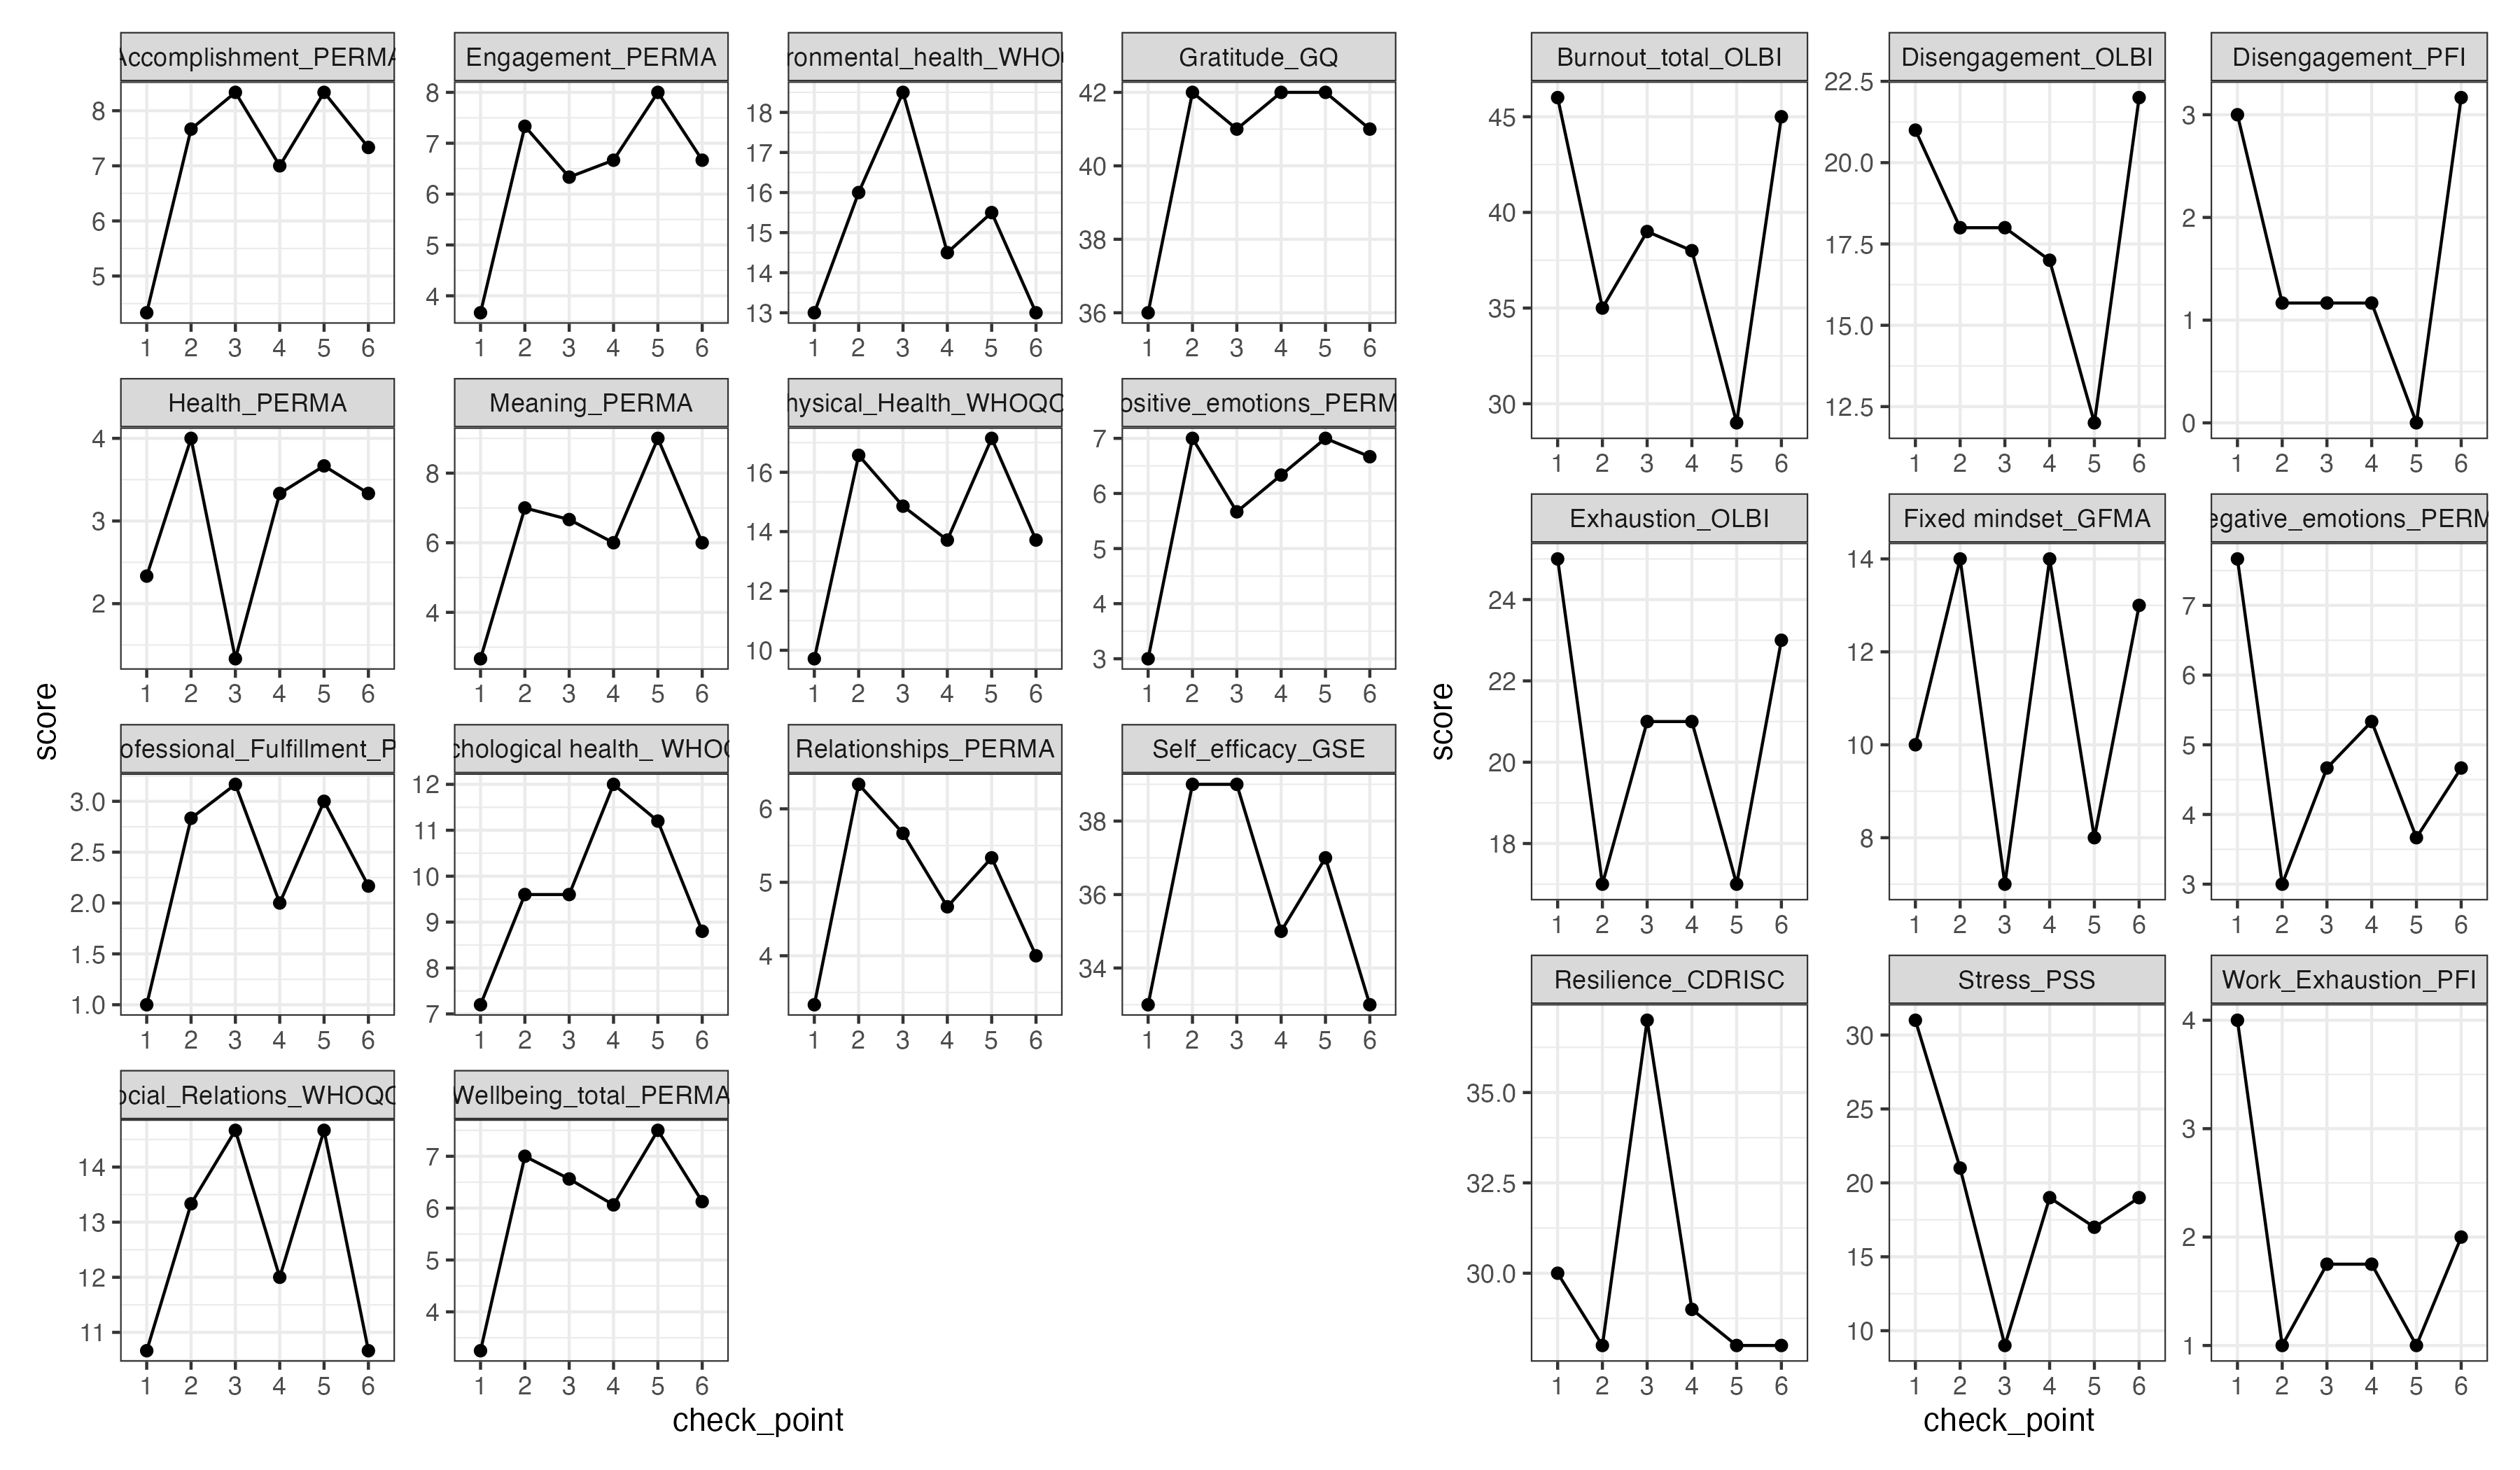 Accomplishment_PERMA
8
7
6
5
1 2 3 4 5 6
Engagement_PERMA
8
7
6
5
4
1 2 3 4 5 6
ronmental_health_WHO
18
17
16
15
14
13
1 2 3 4 5 6
Gratitude_GQ
42
40
38
36
1 2 3 4 5 6
Health_PERMA
4
3
2
1 2 3 4 5 6
Meaning_PERMA
8
6
4
1 2 3 4 5 6
hysical_Health_WHOQO
16
14
12
10
1 2 3 4 5 6
ositive_emotions_PERM
7
6
5
4
3
1 2 3 4 5 6
score
ofessional_Fulfillment_P
3.0
2.5
2.0
1.5
1.0
1 2 3 4 5 6
chological health_ WHO
12
11
10
9
8
7
1 2 3 4 5 6
Relationships_PERMA
6
5
4
1 2 3 4 5 6
Self_efficacy_GSE
38
36
34
1 2 3 4 5 6
ocial_Relations_WHOQO
14
13
12
11
1 2 3 4 5 6
Wellbeing_total_PERMA
7
6
5
4
1 2 3 4 5 6
check_point
Burnout_total_OLBI
45
40
35
30
1 2 3 4 5 6
Disengagement_OLBI
22.5
20.0
17.5
15.0
12.5
1 2 3 4 5 6
Disengagement_PFI
3
2
1
0
1 2 3 4 5 6
score
Exhaustion_OLBI
24
22
20
18
1 2 3 4 5 6
Fixed mindset_GFMA
14
12
10
8
1 2 3 4 5 6
egative_emotions_PERM
7
6
5
4
3
1 2 3 4 5 6
Resilience_CDRISC
35.0
32.5
30.0
1 2 3 4 5 6
Stress_PSS
30
25
20
15
10
1 2 3 4 5 6
Work_Exhaustion_PFI
4
3
2
1
1 2 3 4 5 6
check_point